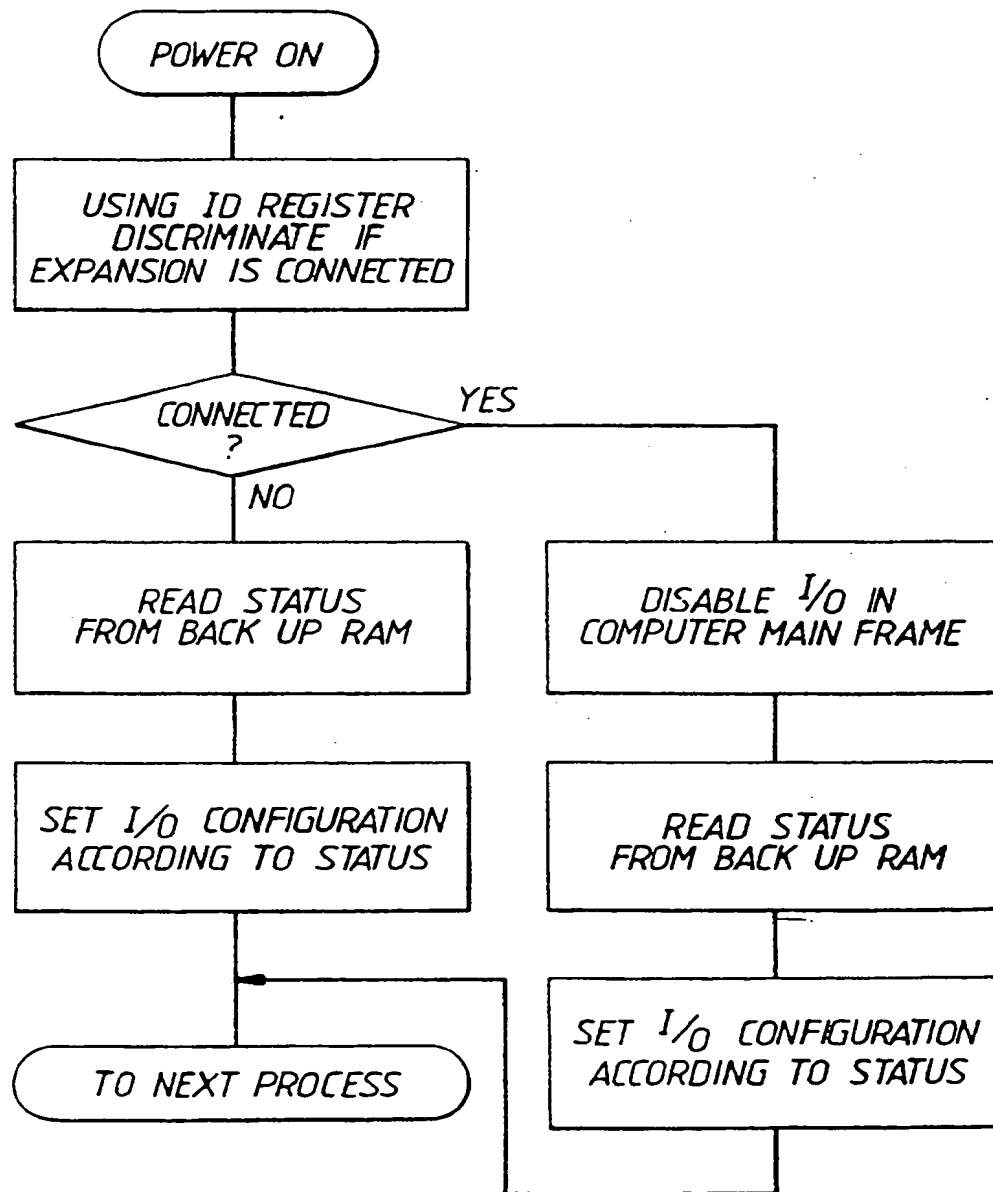 POWER ON
USING ID REGISTER
DISCRIMINATE IF
EXPANSION IS CONNECTED
CONNECTED
?
YES
NO
READ STATUS
FROM BACK UP RAM
SET I/O CONFIGURATION
ACCORDING TO STATUS
DISABLE I/O IN
COMPUTER MAIN FRAME
READ STATUS
FROM BACK UP RAM
SET I/O CONFIGURATION
ACCORDING TO STATUS
TO NEXT PROCESS